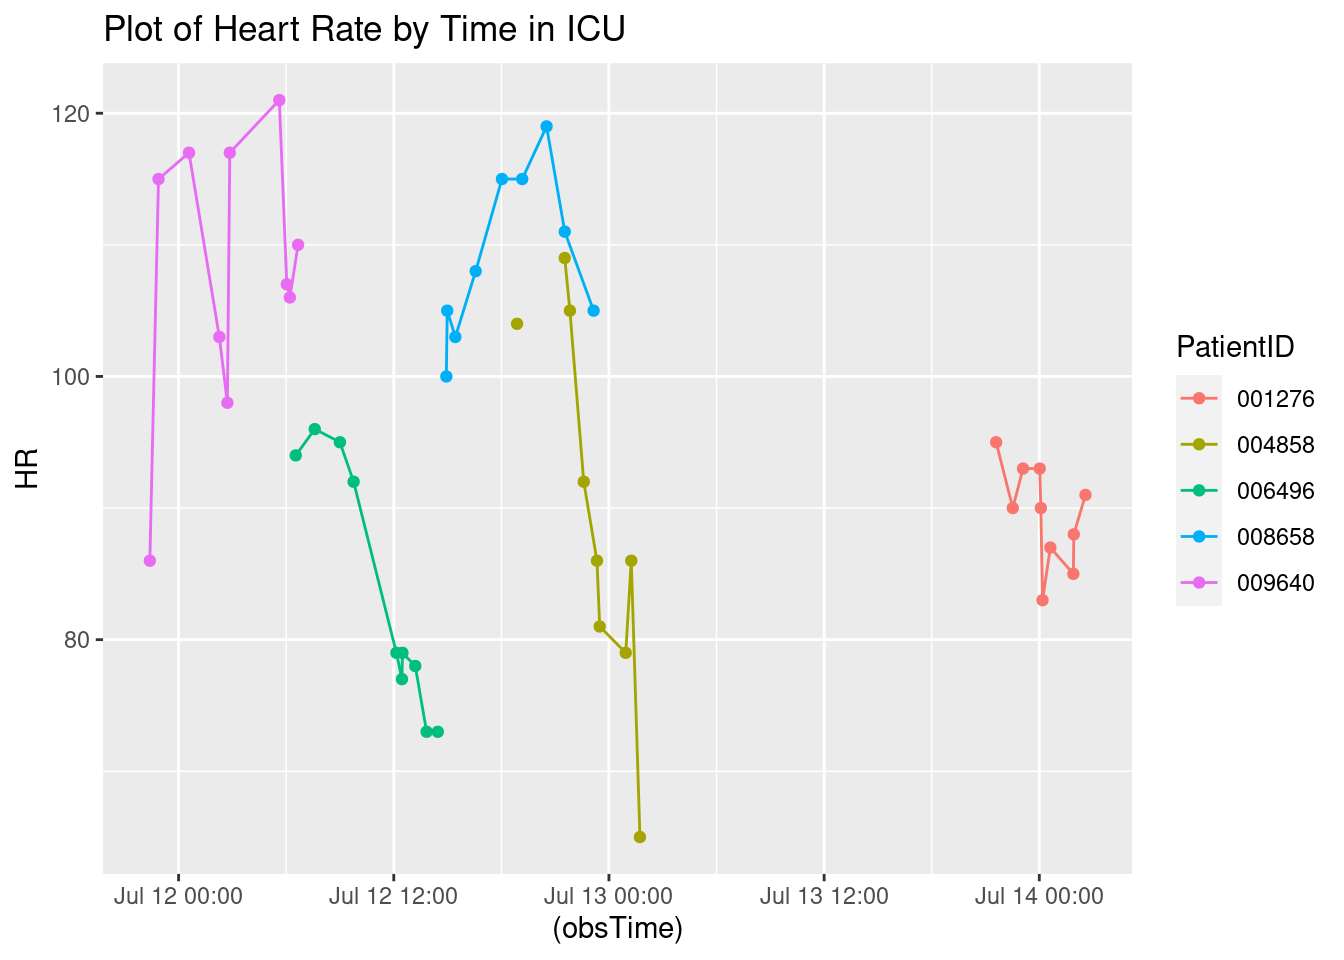 Plot of Heart Rate by Time in ICU
120
100
80
HR
Jul 12 00:00 Jul 12 12:00 Jul 13 00:00 Jul 13 12:00 Jul 14 00:00
(obsTime)
PatientID
001276
004858
006496
008658
009640